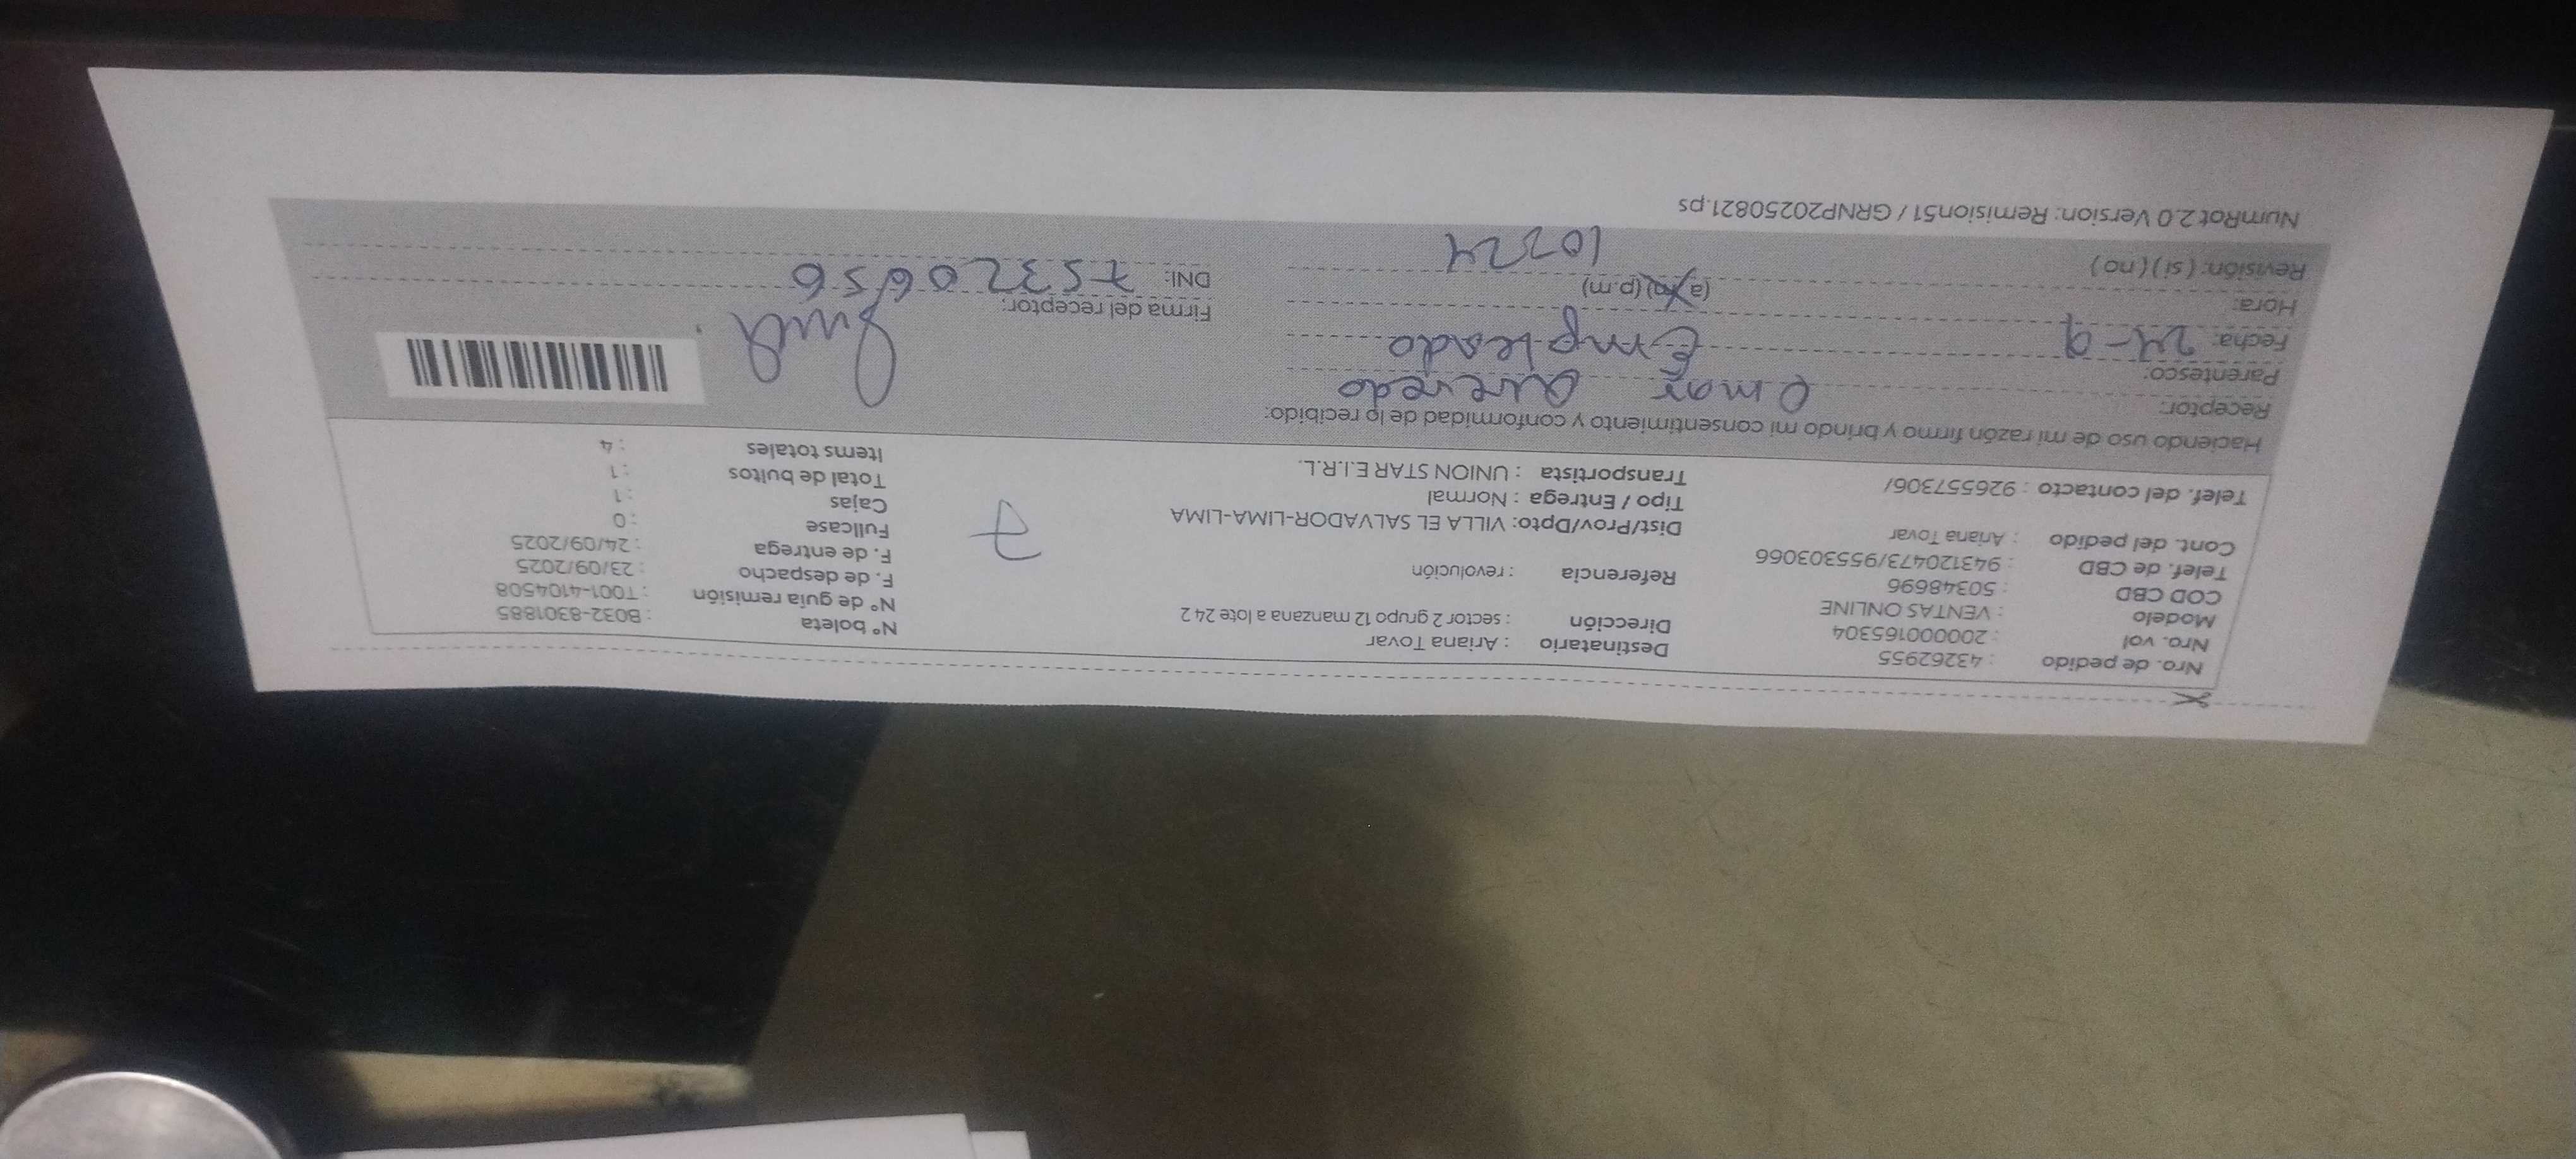 Nro. de pedido : 43262955
Nro. vol : 20000165304
Modelo : VENTAS ONLINE
COD CBD : 50348696
Telef. de CBD : 943120473/955303066
Cont. del pedido : Ariana Tovar
Telef. del contacto : 926557306/
Destinatario : Ariana Tovar
Dirección : sector 2 grupo 12 manzana a lote 24 2
Referencia : revolución
Dist/Prov/Dpto: VILLA EL SALVADOR-LIMA-LIMA
Tipo / Entrega : Normal
Transportista : UNION STAR E.I.R.L.
7
N° boleta : B032-8301885
N° de guía remisión : T001-4104508
F. de despacho : 23/09/2025
F. de entrega : 24/09/2025
Fullcase : 0
Cajas : 1
Total de bultos : 1
Items totales : 4
Haciendo uso de mi razón firmo y brindo mi consentimiento y conformidad de lo recibido:
Receptor: Omar
Parentesco: Empleado
Fecha: 24-9
Hora: (a.m) (p.m)
Revisión: ( si ) ( no )
Firma del receptor:
DNI: 75320656
NumRot 2.0 Version: Remision51 / GRNP20250821.ps